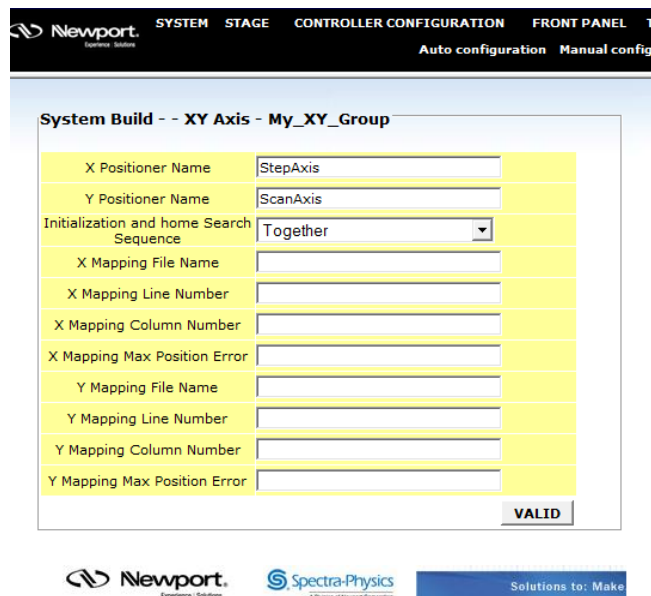 Newport.
Experience | Solutions
SYSTEM STAGE CONTROLLER CONFIGURATION FRONT PANEL
Auto configuration Manual config
System Build - - XY Axis - My_XY_Group
X Positioner Name StepAxis
Y Positioner Name ScanAxis
Initialization and home Search Sequence Together
X Mapping File Name
X Mapping Line Number
X Mapping Column Number
X Mapping Max Position Error
Y Mapping File Name
Y Mapping Line Number
Y Mapping Column Number
Y Mapping Max Position Error
VALID
Newport. Spectra-Physics Solutions to: Make
Experience | Solutions